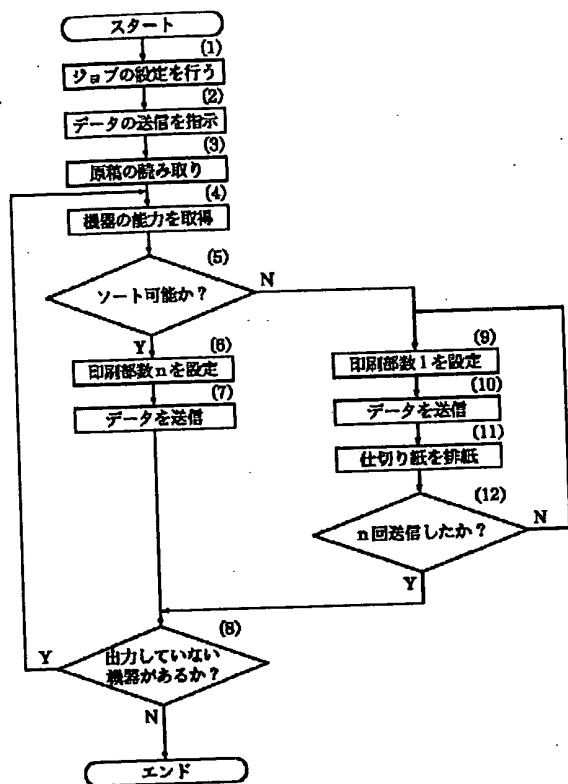 スタート
(1)
ジョブの設定を行う
(2)
データの送信を指示
(3)
原稿の読み取り
(4)
機器の能力を取得
(5)
ソート可能か?
N
Y
(6)
印刷部数nを設定
(7)
データを送信
(9)
印刷部数1を設定
(10)
データを送信
(11)
仕切り紙を排紙
(12)
n回送信したか?
N
Y
(8)
出力していない
機器があるか?
Y
N
エンド